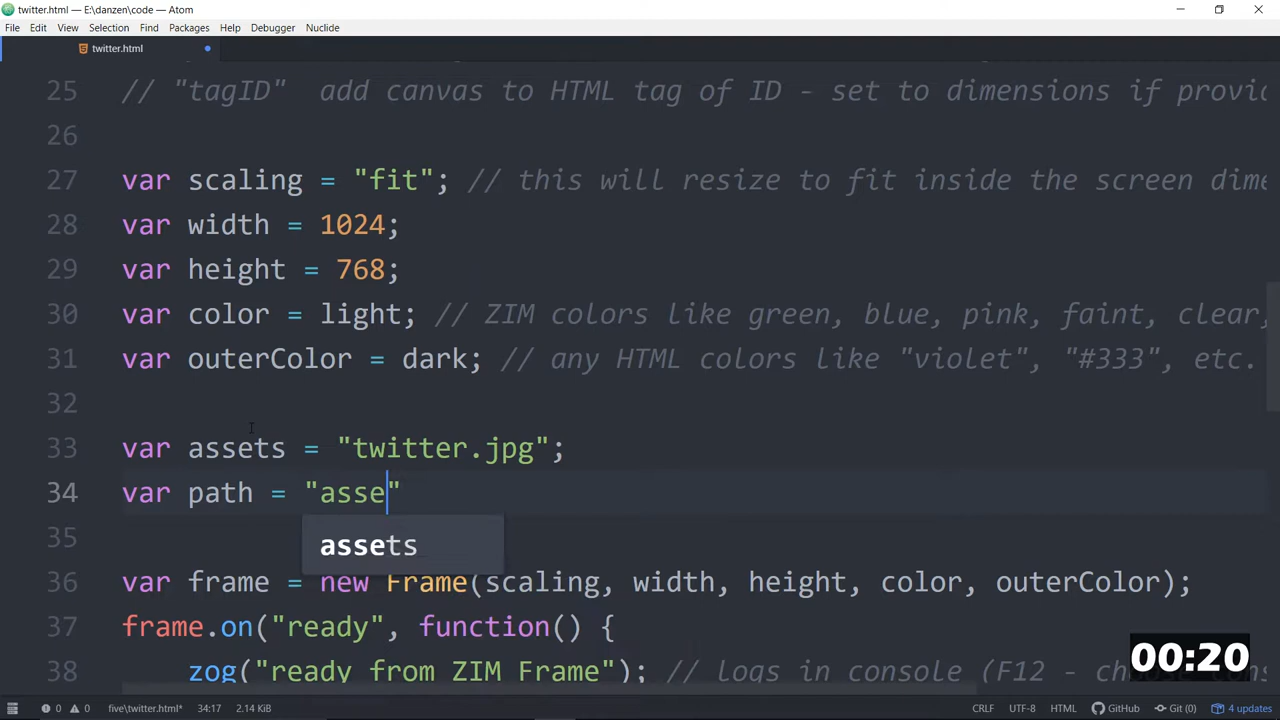 twitter.html — E:\danzen\code — Atom
File Edit View Selection Find Packages Help Debugger Nuclide
twitter.html
25 // "tagID" add canvas to HTML tag of ID - set to dimensions if provi
26
27 var scaling = "fit"; // this will resize to fit inside the screen dime
28 var width = 1024;
29 var height = 768;
30 var color = light; // ZIM colors like green, blue, pink, faint, clear,
31 var outerColor = dark; // any HTML colors like "violet", "#333", etc.
32
33 var assets = "twitter.jpg";
34 var path = "asse"
35
assets
36 var frame = new Frame(scaling, width, height, color, outerColor);
37 frame.on("ready", function() {
38 zog("ready from ZIM Frame"); // logs in console (F12 - choose cons
00:20
0 0 five\twitter.html* 34:17 2.14 KiB CRLF UTF-8 HTML GitHub Git (0) 4 updates